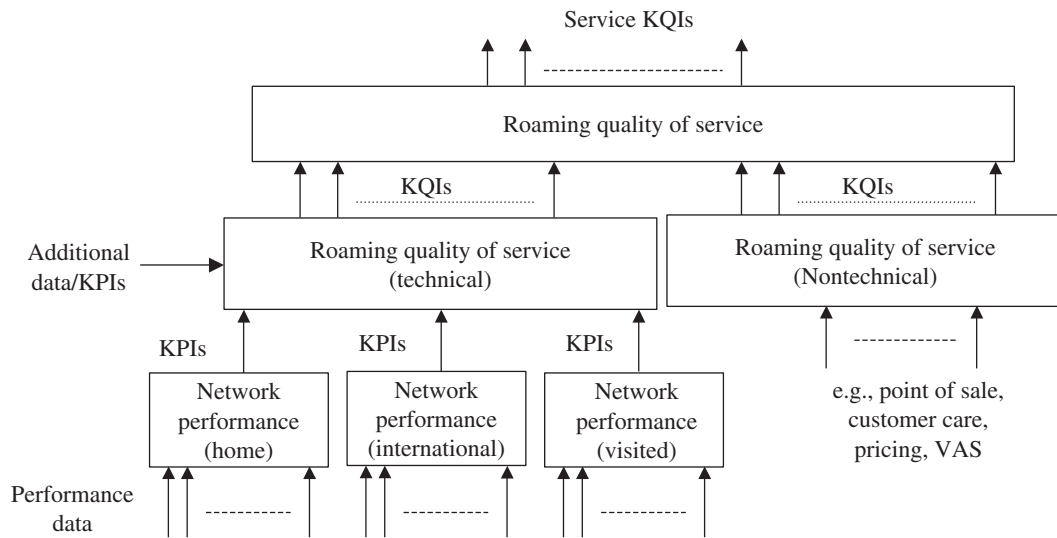 Service KQIs
Roaming quality of service
KQIs
KQIs
Additional
data/KPIs
Roaming quality of service
(technical)
Roaming quality of service
(Nontechnical)
KPIs
KPIs
KPIs
Network
performance
(home)
Network
performance
(international)
Network
performance
(visited)
e.g., point of sale,
customer care,
pricing, VAS
Performance
data